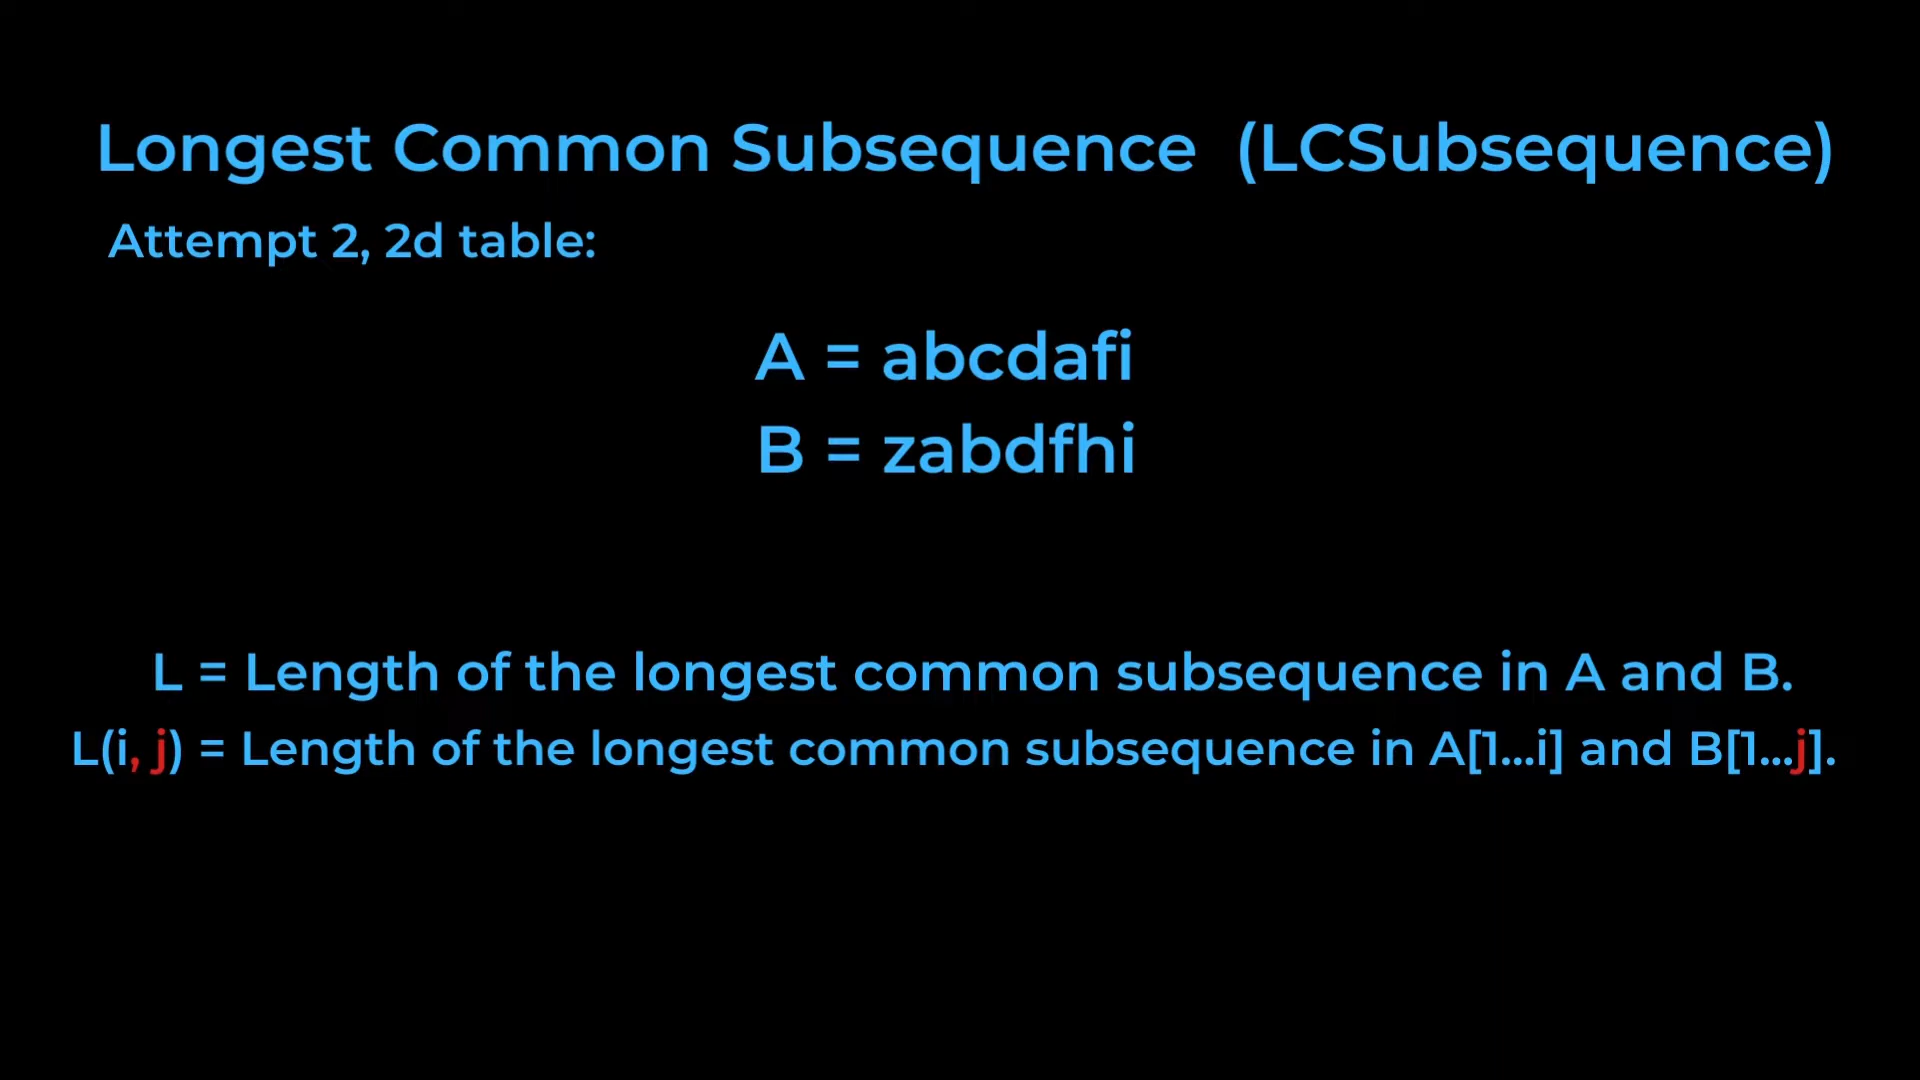 Longest Common Subsequence (LCSubsequence)
Attempt 2, 2d table:
A = abcdafi
B = zabdfhi
L = Length of the longest common subsequence in A and B.
L(i, j) = Length of the longest common subsequence in A[1...i] and B[1...j].